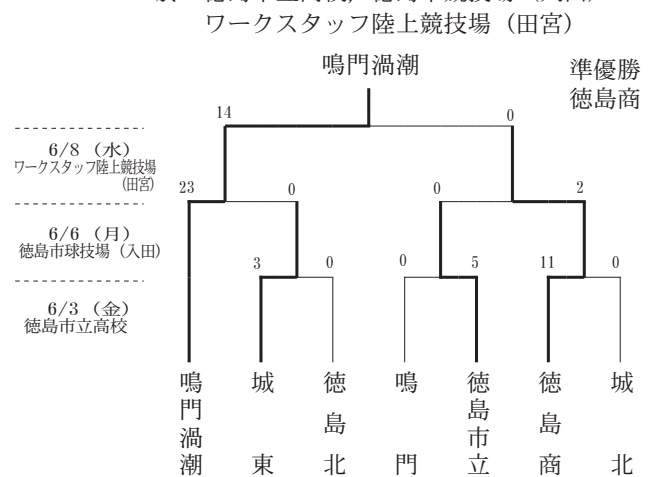 ワークスタッフ陸上競技場（田宮）
鳴門渦潮
準優勝
徳島商
14
0
6/8（水）
ワークスタッフ陸上競技場
（田宮）
23
0
0
2
6/6（月）
徳島市球技場（入田）
3
0
0
5
11
0
6/3（金）
徳島市立高校
鳴門渦潮
城東
徳島北
鳴門
徳島市立
徳島商
城北